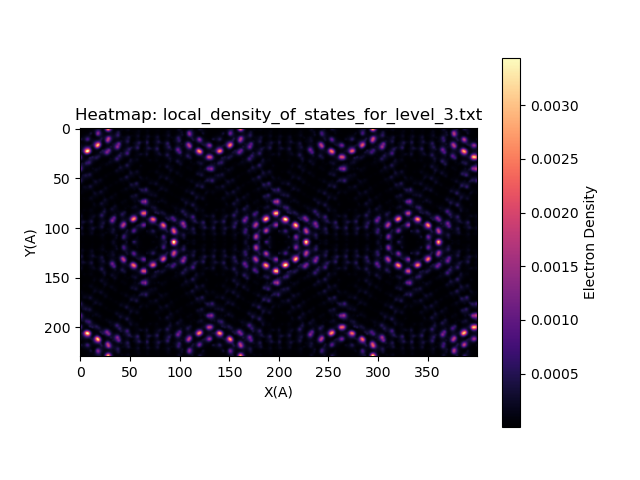 Heatmap: local_density_of_states_for_level_3.txt
0
50
100
150
200
Y(A)
0 50 100 150 200 250 300 350
X(A)
0.0030
0.0025
0.0020
0.0015
0.0010
0.0005
Electron Density